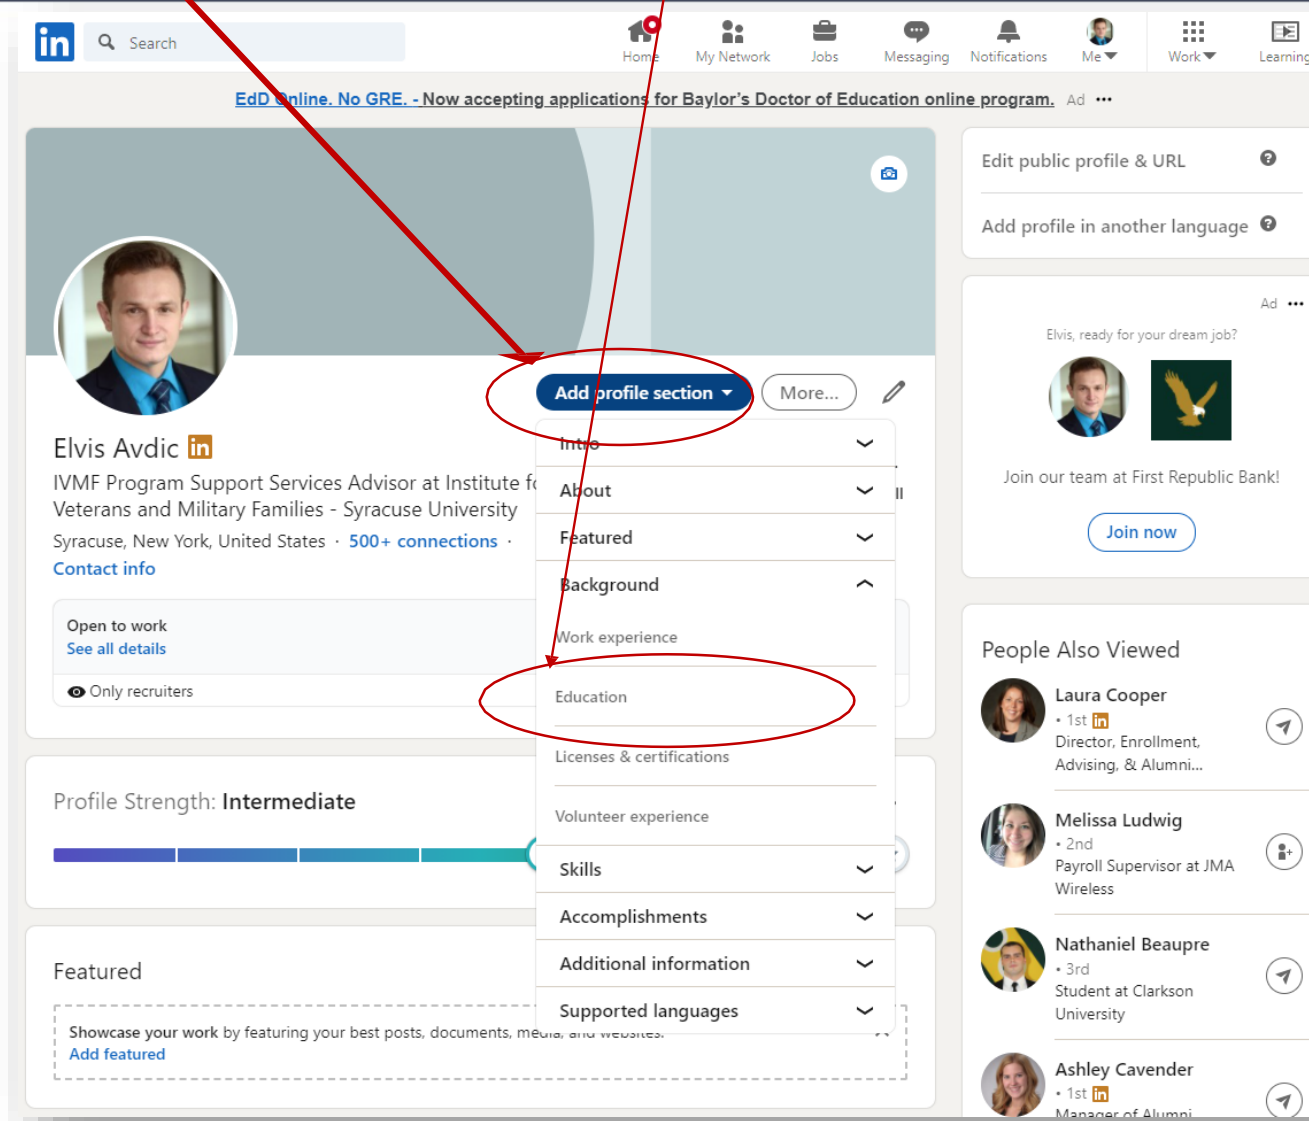 in
Search
Home
My Network
Jobs
Messaging
Notifications
Me
Work
Learning
EdD Online. No GRE. - Now accepting applications for Baylor's Doctor of Education online program. Ad
Edit public profile & URL
Add profile in another language
Ad
Elvis, ready for your dream job?
Join our team at First Republic Bank!
Join now
Add profile section
More...
Elvis Avdic in
IVMF Program Support Services Advisor at Institute
Veterans and Military Families - Syracuse University
Syracuse, New York, United States · 500+ connections ·
Contact info
Open to work
See all details
Only recruiters
Intro
About
Featured
Background
Work experience
Education
Licenses & certifications
Volunteer experience
Skills
Accomplishments
Additional information
Supported languages
Profile Strength: Intermediate
Featured
Showcase your work by featuring your best posts, documents, media, and websites.
Add featured
People Also Viewed
Laura Cooper
• 1st in
Director, Enrollment,
Advising, & Alumni...
Melissa Ludwig
• 2nd
Payroll Supervisor at JMA
Wireless
Nathaniel Beaupre
• 3rd
Student at Clarkson
University
Ashley Cavender
• 1st in
Manager of Alumni